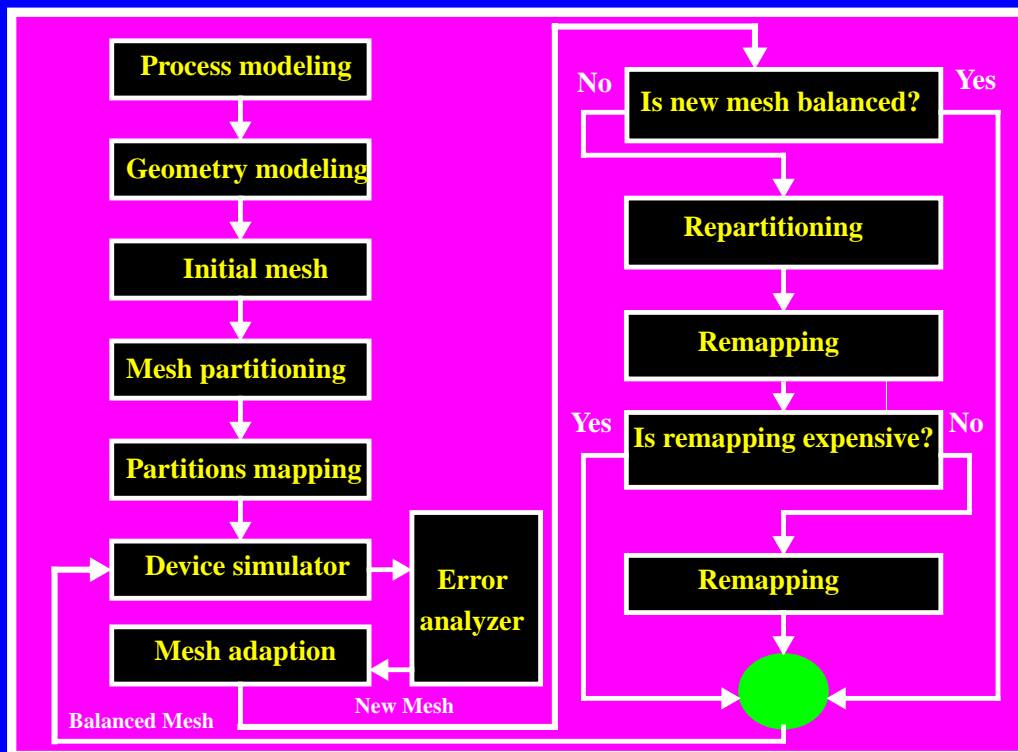 Process modeling
Geometry modeling
Initial mesh
Mesh partitioning
Partitions mapping
Device simulator
Error
analyzer
Mesh adaption
New Mesh
Balanced Mesh
No
Is new mesh balanced?
Yes
Repartitioning
Remapping
Yes
Is remapping expensive?
No
Remapping